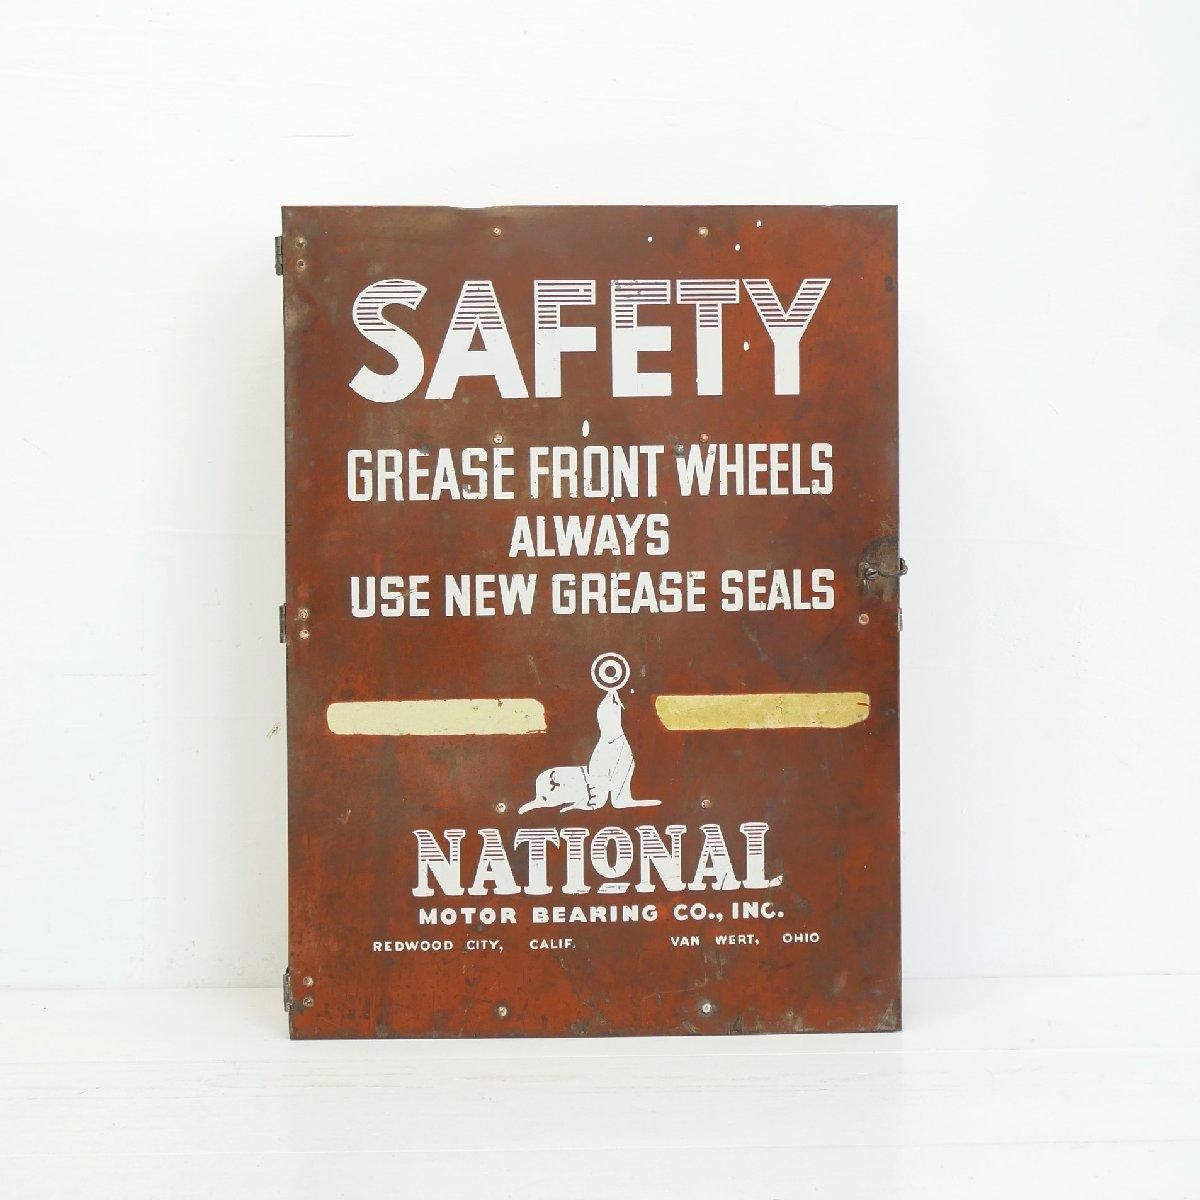 SAFETY
GREASE FRONT WHEELS
ALWAYS
USE NEW GREASE SEALS
NATIONAL
MOTOR BEARING CO., INC.
REDWOOD CITY, CALIF. VAN WERT, OHIO